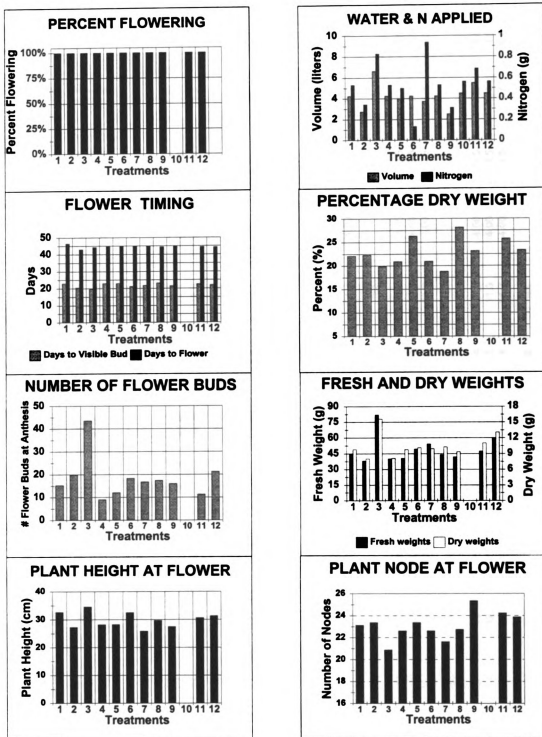 PERCENT FLOWERING
Percent Flowering
100%
75%
50%
25%
0%
1 2 3 4 5 6 7 8 9 10 11 12
Treatments
WATER & N APPLIED
Volume (liters)
10
8
6
4
2
0
1
0.8
0.6
0.4
0.2
0
Nitrogen (g)
1 2 3 4 5 6 7 8 9 10 11 12
Treatments
Volume Nitrogen
FLOWER TIMING
Days
50
40
30
20
10
0
1 2 3 4 5 6 7 8 9 10 11 12
Treatments
Days to Visible Bud Days to Flower
PERCENTAGE DRY WEIGHT
Percent (%)
30
25
20
15
10
5
1 2 3 4 5 6 7 8 9 10 11 12
Treatments
NUMBER OF FLOWER BUDS
# Flower Buds at Anthesis
50
40
30
20
10
0
1 2 3 4 5 6 7 8 9 10 11 12
Treatments
FRESH AND DRY WEIGHTS
Fresh Weight (g)
90
75
60
45
30
15
0
18
15
12
9
6
3
0
Dry Weight (g)
1 2 3 4 5 6 7 8 9 10 11 12
Treatments
Fresh weights Dry weights
PLANT HEIGHT AT FLOWER
Plant Height (cm)
40
30
20
10
0
1 2 3 4 5 6 7 8 9 10 11 12
Treatments
PLANT NODE AT FLOWER
Number of Nodes
26
24
22
20
18
16
1 2 3 4 5 6 7 8 9 10 11 12
Treatments